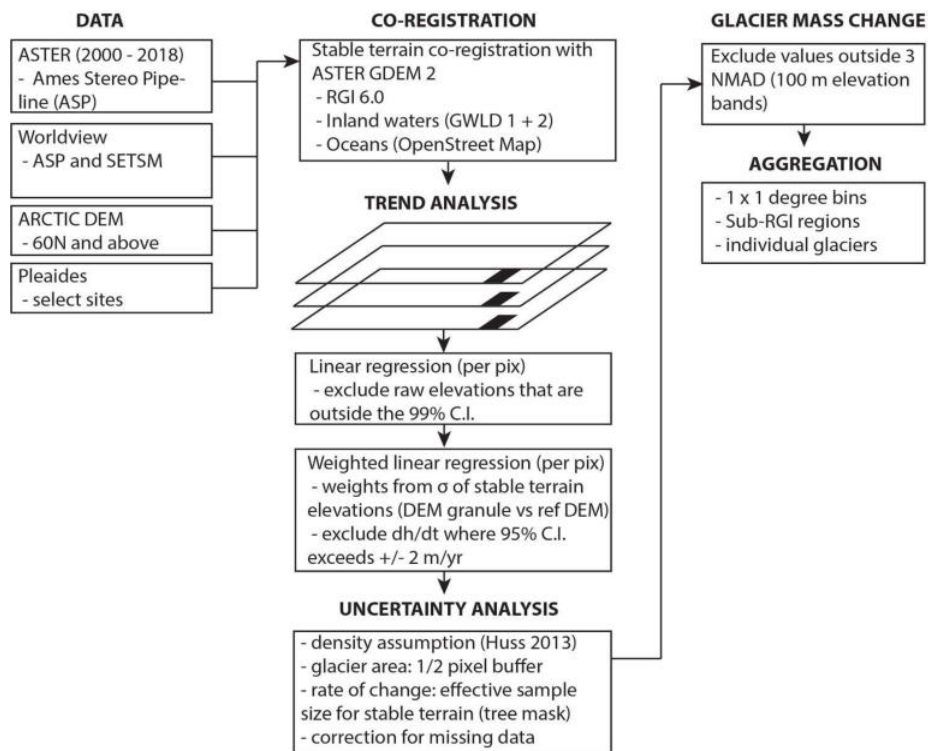 DATA
ASTER (2000 - 2018)
- Ames Stereo Pipe-
line (ASP)
Worldview
- ASP and SETSM
ARCTIC DEM
- 60N and above
Pleaides
- select sites
CO-REGISTRATION
Stable terrain co-registration with
ASTER GDEM 2
- RGI 6.0
- Inland waters (GWLD 1 + 2)
- Oceans (OpenStreet Map)
TREND ANALYSIS
Linear regression (per pix)
- exclude raw elevations that are
outside the 99% C.I.
Weighted linear regression (per pix)
- weights from σ of stable terrain
elevations (DEM granule vs ref DEM)
- exclude dh/dt where 95% C.I.
exceeds +/- 2 m/yr
UNCERTAINTY ANALYSIS
- density assumption (Huss 2013)
- glacier area: 1/2 pixel buffer
- rate of change: effective sample
size for stable terrain (tree mask)
- correction for missing data
GLACIER MASS CHANGE
Exclude values outside 3
NMAD (100 m elevation
bands)
AGGREGATION
- 1 x 1 degree bins
- Sub-RGI regions
- individual glaciers